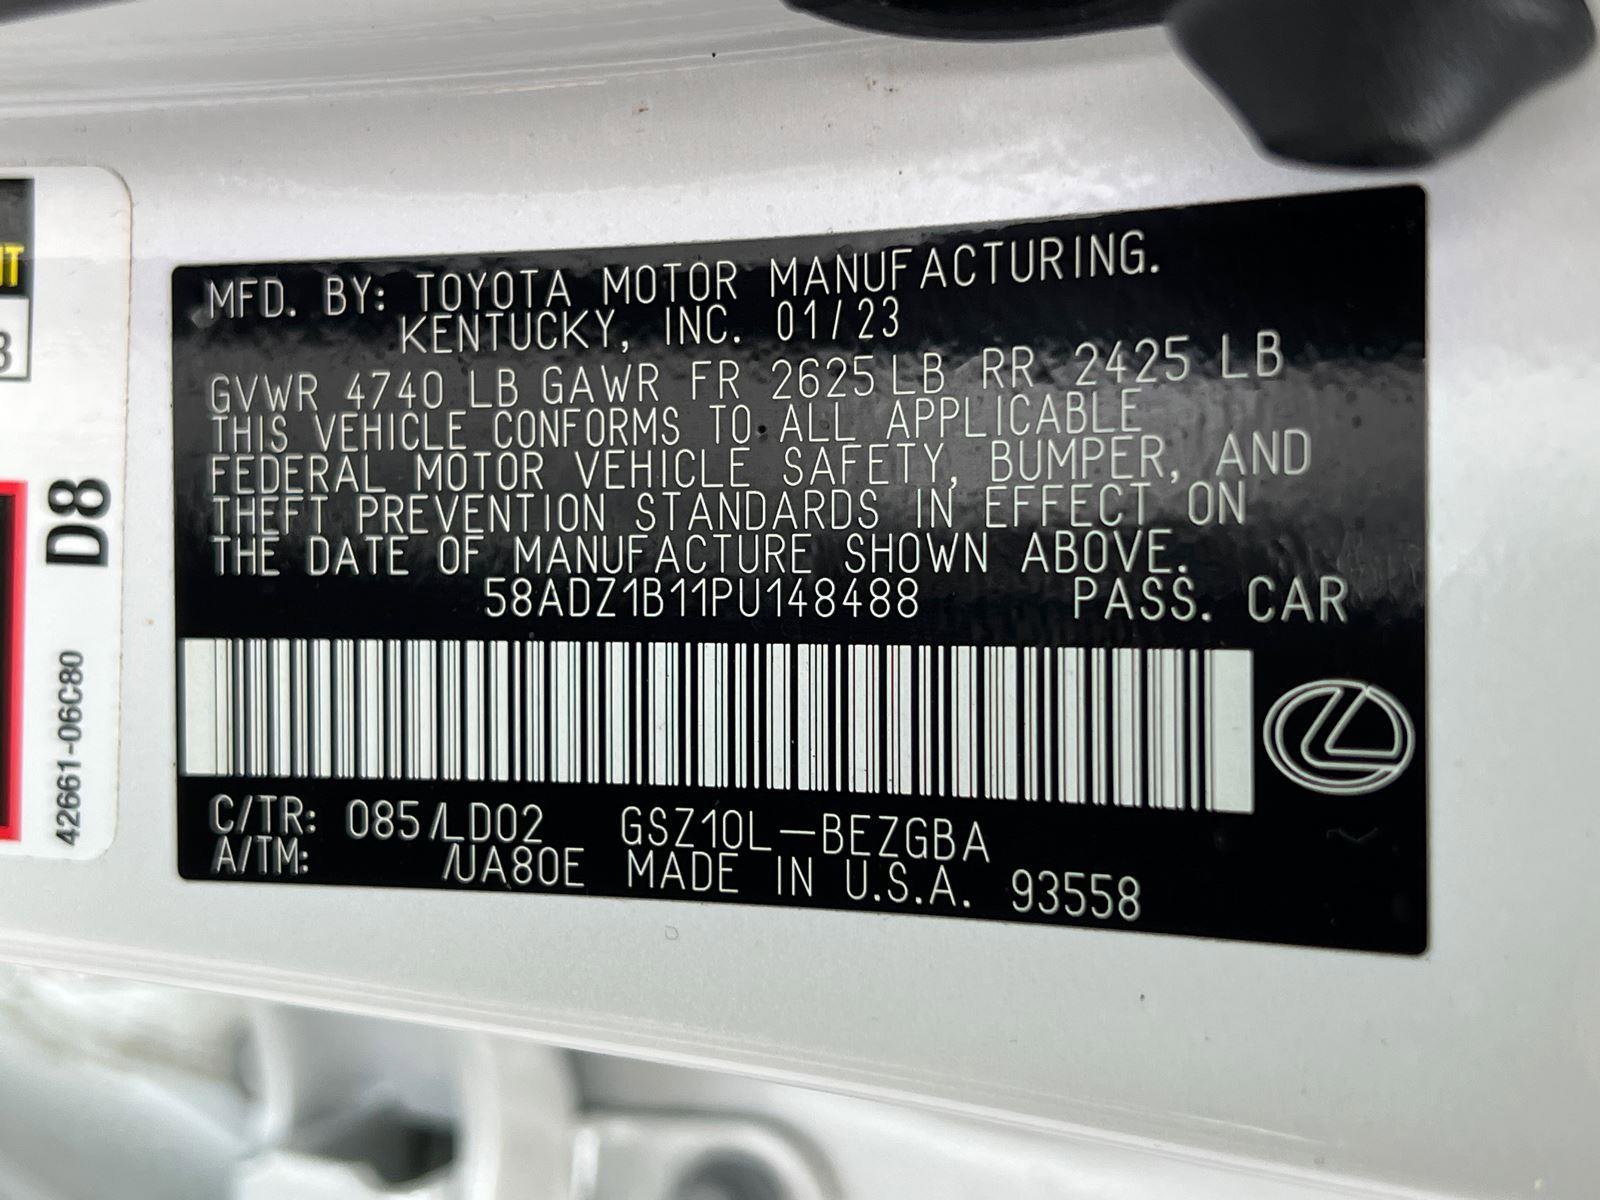 MFD. BY: TOYOTA MOTOR MANUFACTURING.
KENTUCKY, INC. 01/23
GVWR 4740 LB GAWR FR 2625 LB RR 2425 LB
THIS VEHICLE CONFORMS TO ALL APPLICABLE
FEDERAL MOTOR VEHICLE SAFETY, BUMPER, AND
THEFT PREVENTION STANDARDS IN EFFECT ON
THE DATE OF MANUFACTURE SHOWN ABOVE.
58ADZ1B11PU148488 PASS. CAR
C/TR: 085/LD02 GSZ10L-BEZGBA
A/TM: /UA80E MADE IN U.S.A. 93558
D8
42661-06C80